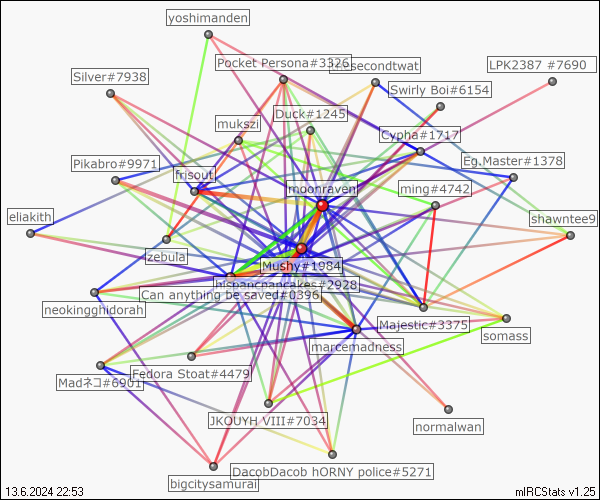 yoshimanden
Pocket Persona#3326
secondtwat
LPK2387 #7690
Silver#7938
Swirly Boi#6154
Duck#1245
mukszi
Cypha#1717
Pikabro#9971
Eg.Master#1378
frisout
moonraven
ming#4742
eliakith
shawntee9
zebula
Mushy#1984
hispanicpancakes#2928
Can anything be saved#0396
neokingghidorah
Majestic#3375
somass
marcemadness
Fedora Stoat#4479
Madネコ#6901
JKOUYH VIII#7034
normalwan
DacobDacob hORNY police#5271
bigcitysamurai
13.6.2024 22:53
mIRCStats v1.25